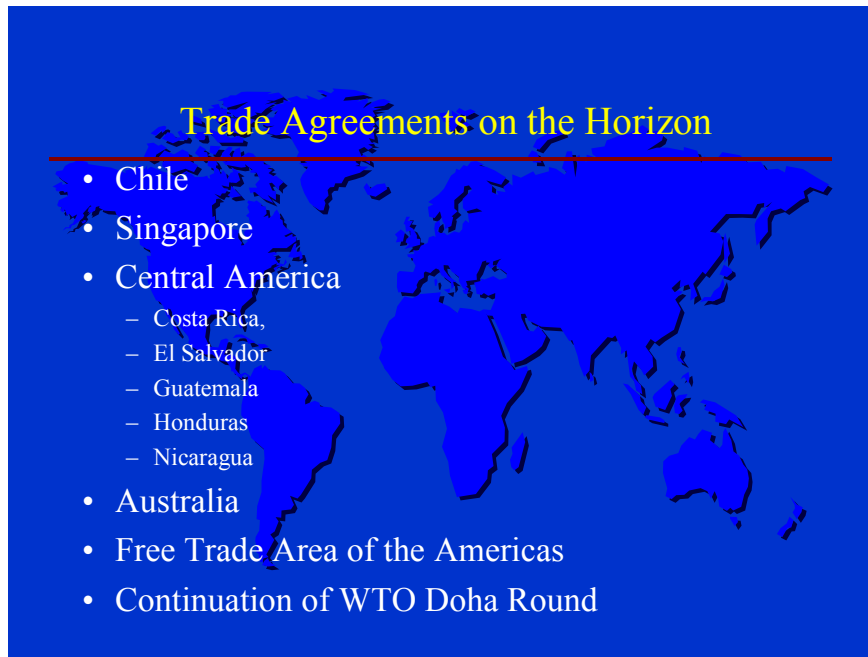 Trade Agreements on the Horizon
• Chile
• Singapore
• Central America
– Costa Rica,
– El Salvador
– Guatemala
– Honduras
– Nicaragua
• Australia
• Free Trade Area of the Americas
• Continuation of WTO Doha Round